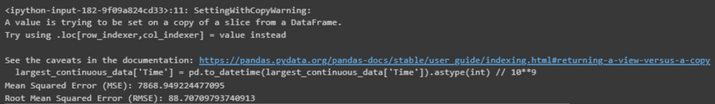 <ipython-input-182-9f09a824cd33>:11: SettingWithCopyWarning:
A value is trying to be set on a copy of a slice from a DataFrame.
Try using .loc[row_indexer,col_indexer] = value instead
See the caveats in the documentation: https://pandas.pydata.org/pandas-docs/stable/user_guide/indexing.html#returning-a-view-versus-a-copy
largest_continuous_data['Time'] = pd.to_datetime(largest_continuous_data['Time']).astype(int) // 10**9
Mean Squared Error (MSE): 7868.949224477095
Root Mean Squared Error (RMSE): 88.70709793740913